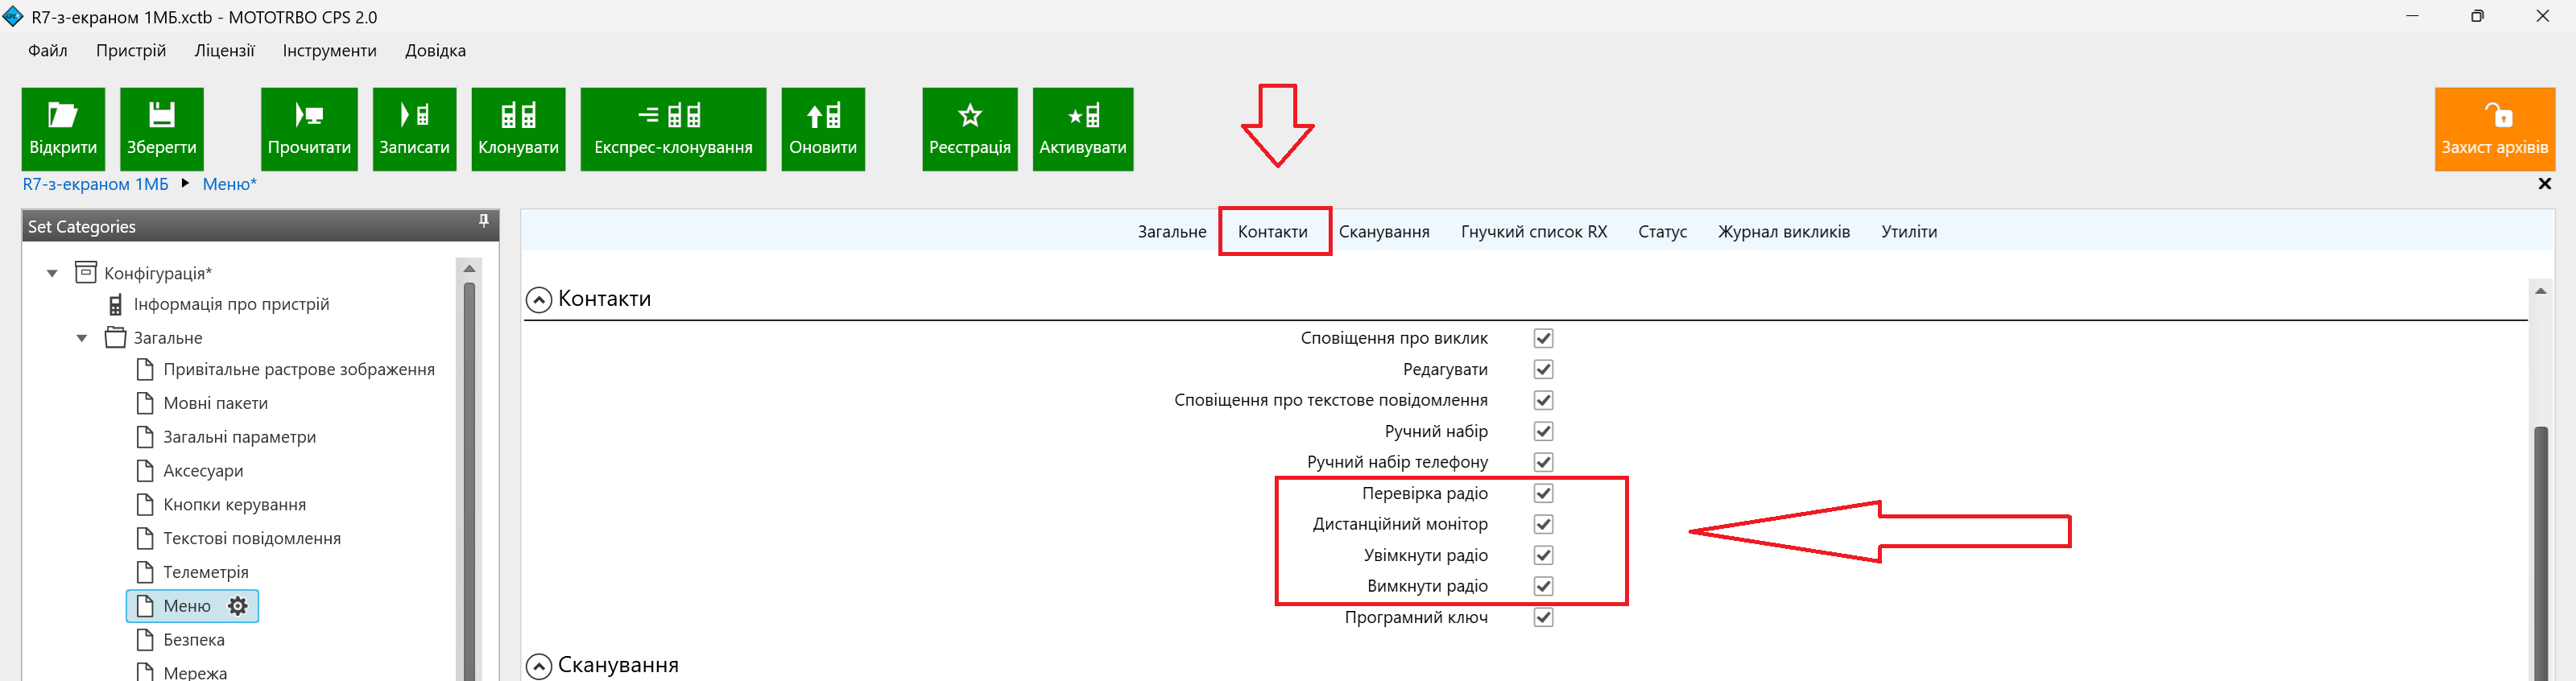 R7-з-екраном 1МБ.xctb - MOTOTRBO CPS 2.0
Файл Пристрій Ліцензії Інструменти Довідка
Відкрити Зберегти Прочитати Записати Клонувати Експрес-клонування Оновити Реєстрація Активувати Захист архівів
R7-з-екраном 1МБ Меню*
Set Categories
Конфігурація*
Інформація про пристрій
Загальне
Привітальне растрове зображення
Мовні пакети
Загальні параметри
Аксесуари
Кнопки керування
Текстові повідомлення
Телеметрія
Меню
Безпека
Мережа
Загальне Контакти Сканування Гнучкий список RX Статус Журнал викликів Утиліти
Контакти
Сповіщення про виклик
Редагувати
Сповіщення про текстове повідомлення
Ручний набір
Ручний набір телефону
Перевірка радіо
Дистанційний монітор
Увімкнути радіо
Вимкнути радіо
Програмний ключ
Сканування